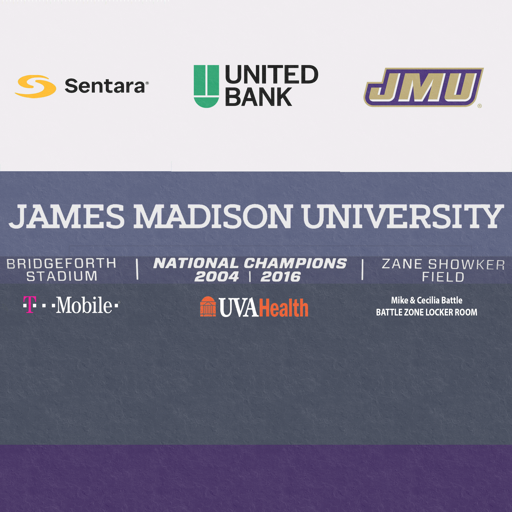 Sentara®
UNITED
BANK
JMU®
JAMES MADISON UNIVERSITY
BRIDGEFORTH
STADIUM
NATIONAL CHAMPIONS
2004 | 2016
ZANE SHOWKER
FIELD
T··Mobile·
UVAHealth
Mike & Cecilia Battle
BATTLE ZONE LOCKER ROOM